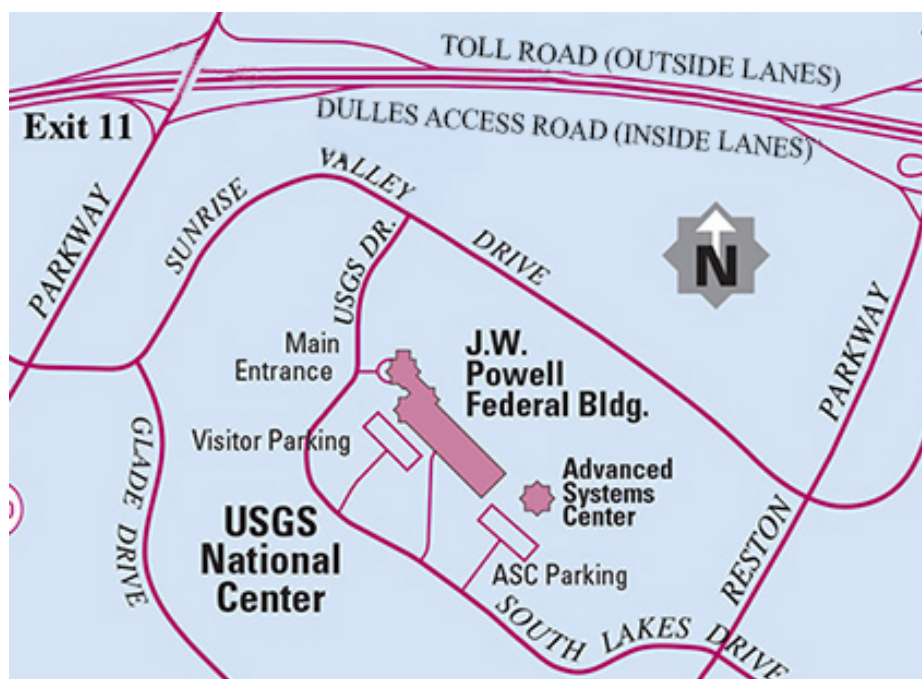 TOLL ROAD (OUTSIDE LANES)
DULLES ACCESS ROAD (INSIDE LANES)
Exit 11
PARKWAY
SUNRISE VALLEY DRIVE
USGS DR.
N
Main
Entrance
J.W.
Powell
Federal Bldg.
Visitor Parking
GLADE DRIVE
USGS
National
Center
Advanced
Systems
Center
ASC Parking
RESTON PARKWAY
SOUTH LAKES DRIVE